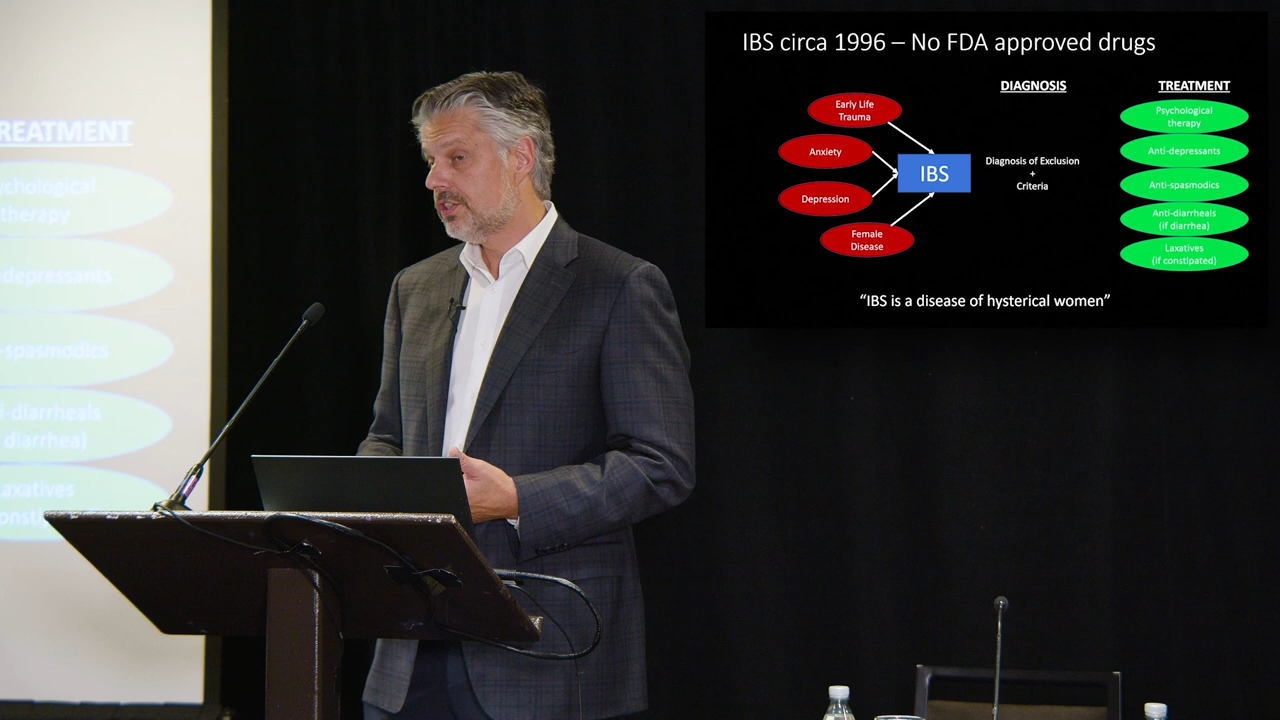 REATMENT
ychological
therapy
depressants
-spasmodics
i-diarrheals
diarrhea)
axatives
onsti
IBS circa 1996 – No FDA approved drugs
DIAGNOSIS
TREATMENT
Early Life
Trauma
Anxiety
Depression
Female
Disease
IBS
Diagnosis of Exclusion
+
Criteria
Psychological
therapy
Anti-depressants
Anti-spasmodics
Anti-diarrheals
(if diarrhea)
Laxatives
(if constipated)
“IBS is a disease of hysterical women”